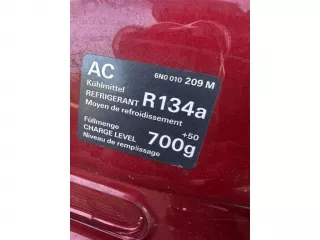 AC 6N0 010 209 M
Kühlmittel
REFRIGERANT R134a
Moyen de refroidissement
Füllmenge +50
CHARGE LEVEL 700g
Niveau de remplissage